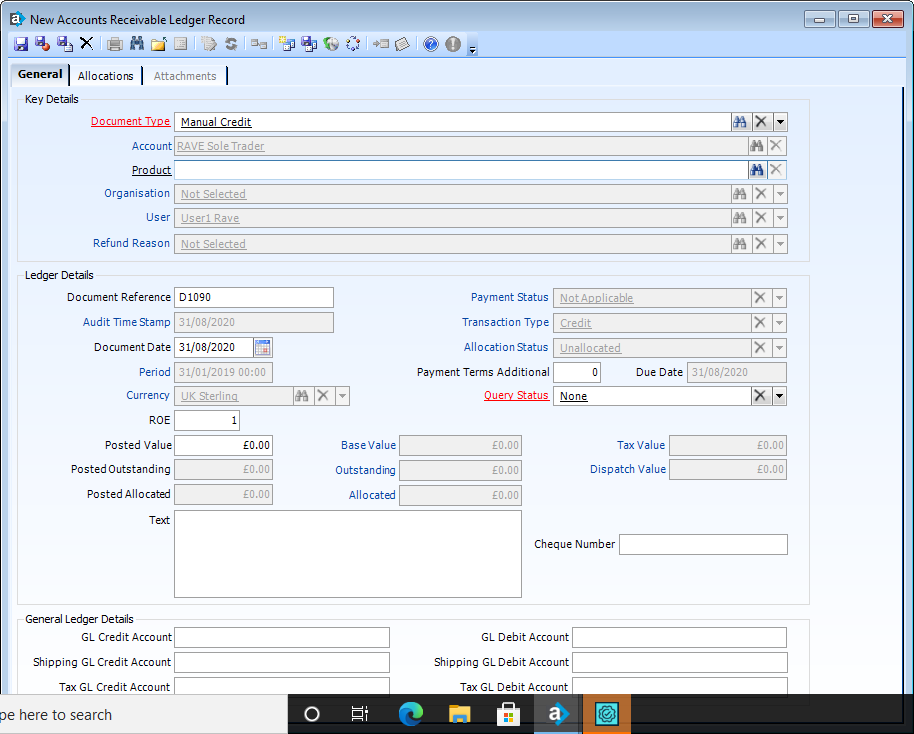 New Accounts Receivable Ledger Record
General Allocations Attachments
Key Details
Document Type Manual Credit
Account RAVE Sole Trader
Product
Organisation Not Selected
User User1 Rave
Refund Reason Not Selected
Ledger Details
Document Reference D1090 Payment Status Not Applicable
Audit Time Stamp 31/08/2020 Transaction Type Credit
Document Date 31/08/2020 Allocation Status Unallocated
Period 31/01/2019 00:00 Payment Terms Additional 0 Due Date 31/08/2020
Currency UK Sterling Query Status None
ROE 1
Posted Value £0.00 Base Value £0.00 Tax Value £0.00
Posted Outstanding £0.00 Outstanding £0.00 Dispatch Value £0.00
Posted Allocated £0.00 Allocated £0.00
Text
Cheque Number
General Ledger Details
GL Credit Account GL Debit Account
Shipping GL Credit Account Shipping GL Debit Account
Tax GL Credit Account Tax GL Debit Account
pe here to search